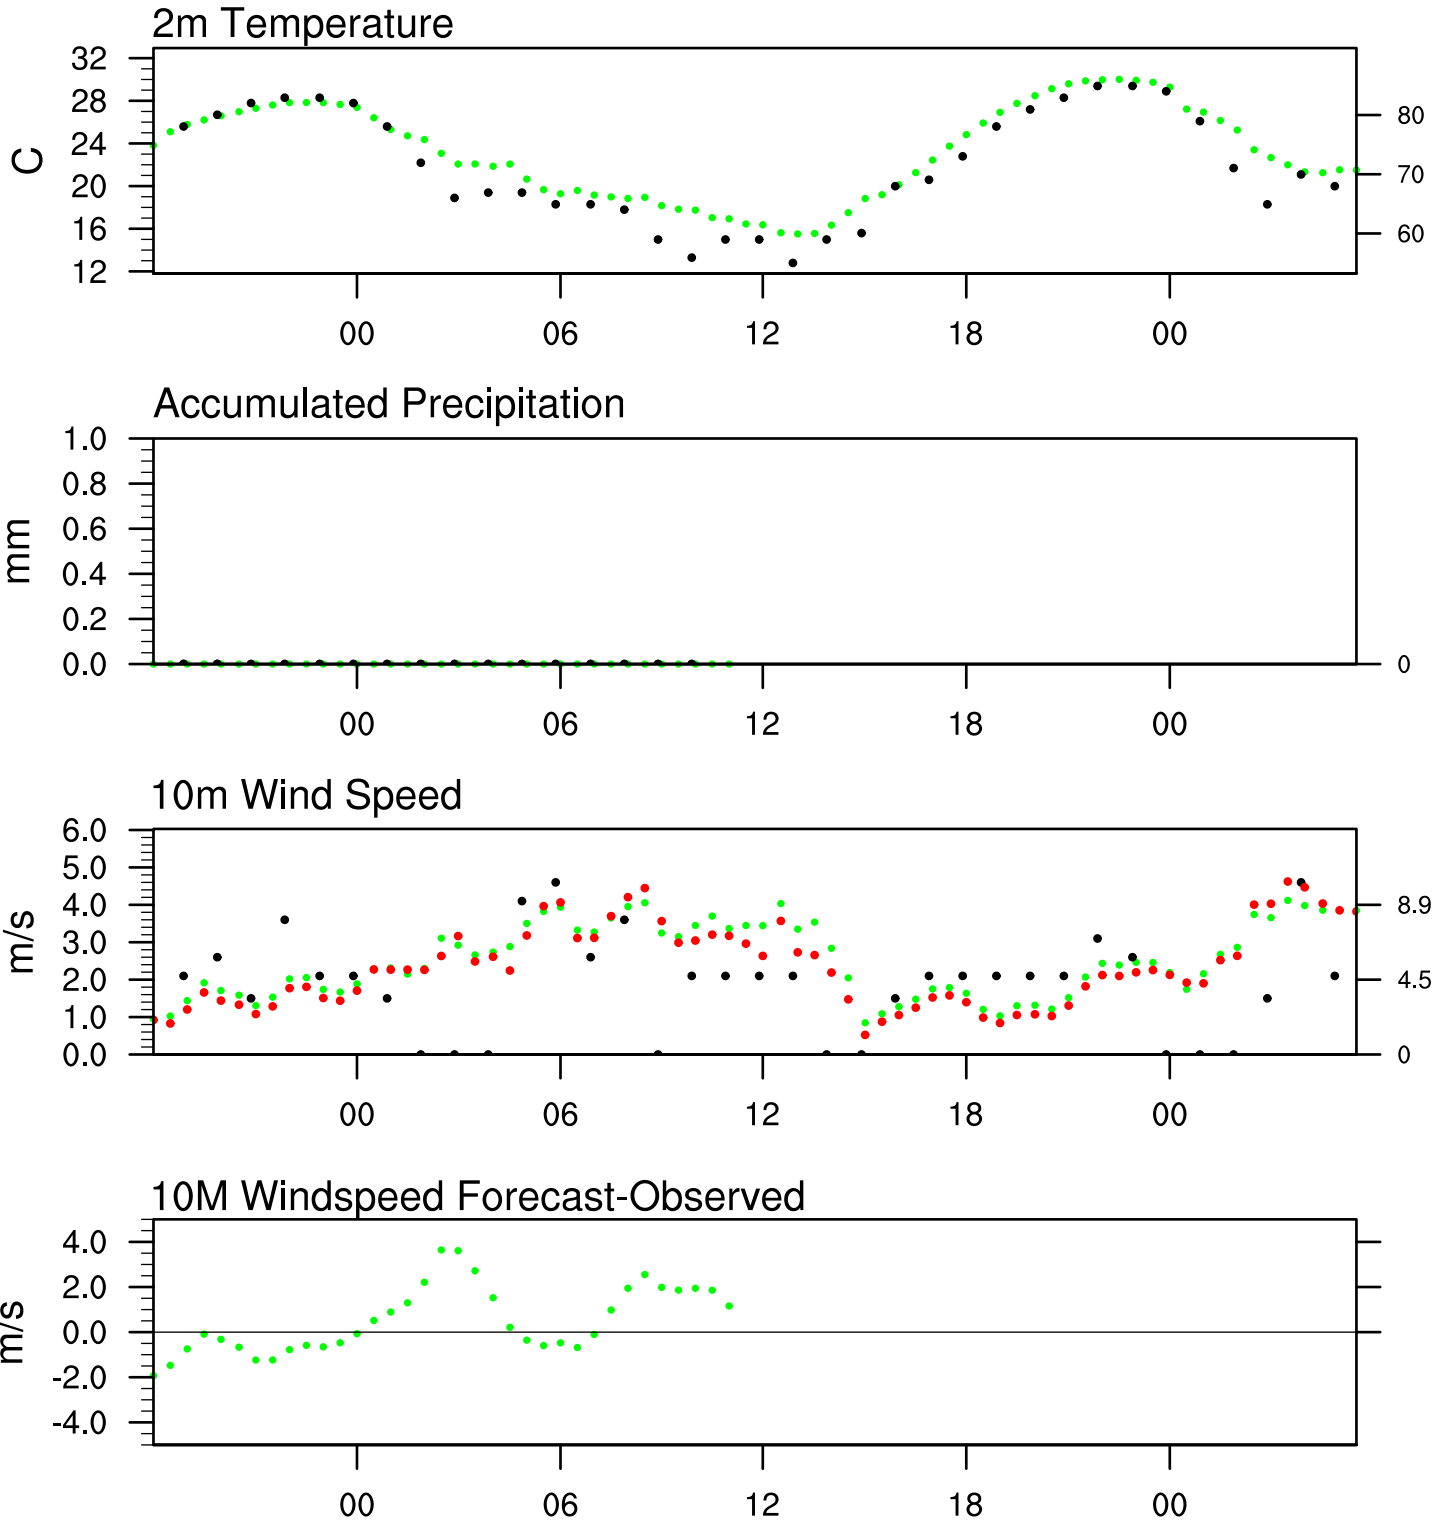 2m Temperature
32
28
24
20
16
12
C
80
70
60
00 06 12 18 00
Accumulated Precipitation
1.0
0.8
0.6
0.4
0.2
0.0
mm
0
00 06 12 18 00
10m Wind Speed
6.0
5.0
4.0
3.0
2.0
1.0
0.0
m/s
8.9
4.5
0
00 06 12 18 00
10M Windspeed Forecast-Observed
4.0
2.0
0.0
-2.0
-4.0
m/s
00 06 12 18 00